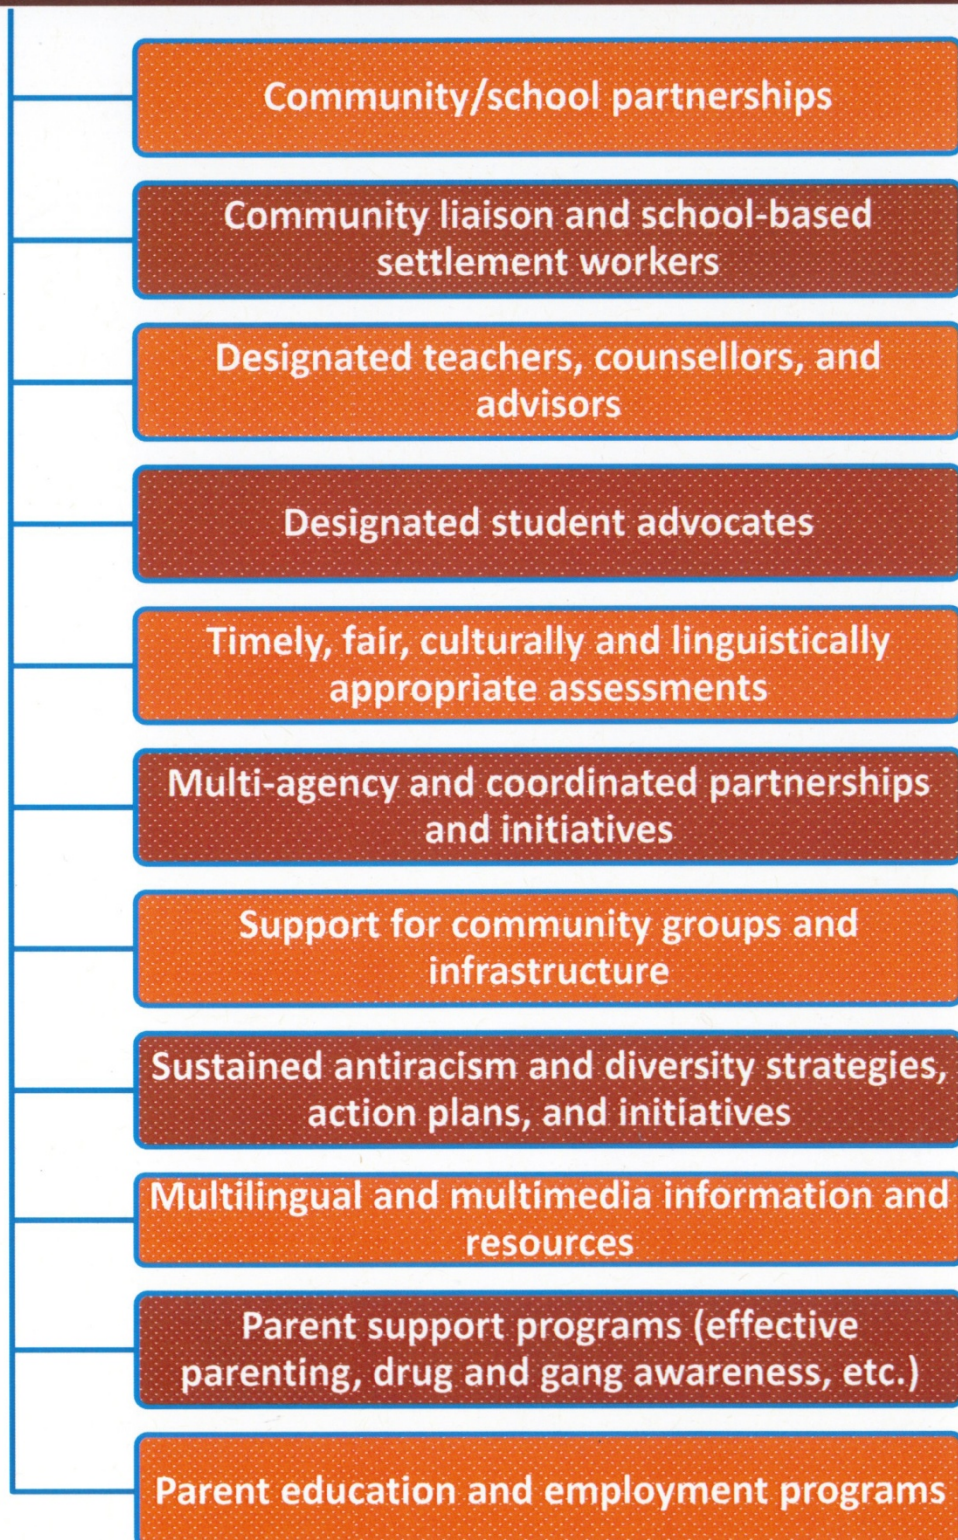 Community/school partnerships
Community liaison and school-based
settlement workers
Designated teachers, counsellors, and
advisors
Designated student advocates
Timely, fair, culturally and linguistically
appropriate assessments
Multi-agency and coordinated partnerships
and initiatives
Support for community groups and
infrastructure
Sustained antiracism and diversity strategies,
action plans, and initiatives
Multilingual and multimedia information and
resources
Parent support programs (effective
parenting, drug and gang awareness, etc.)
Parent education and employment programs